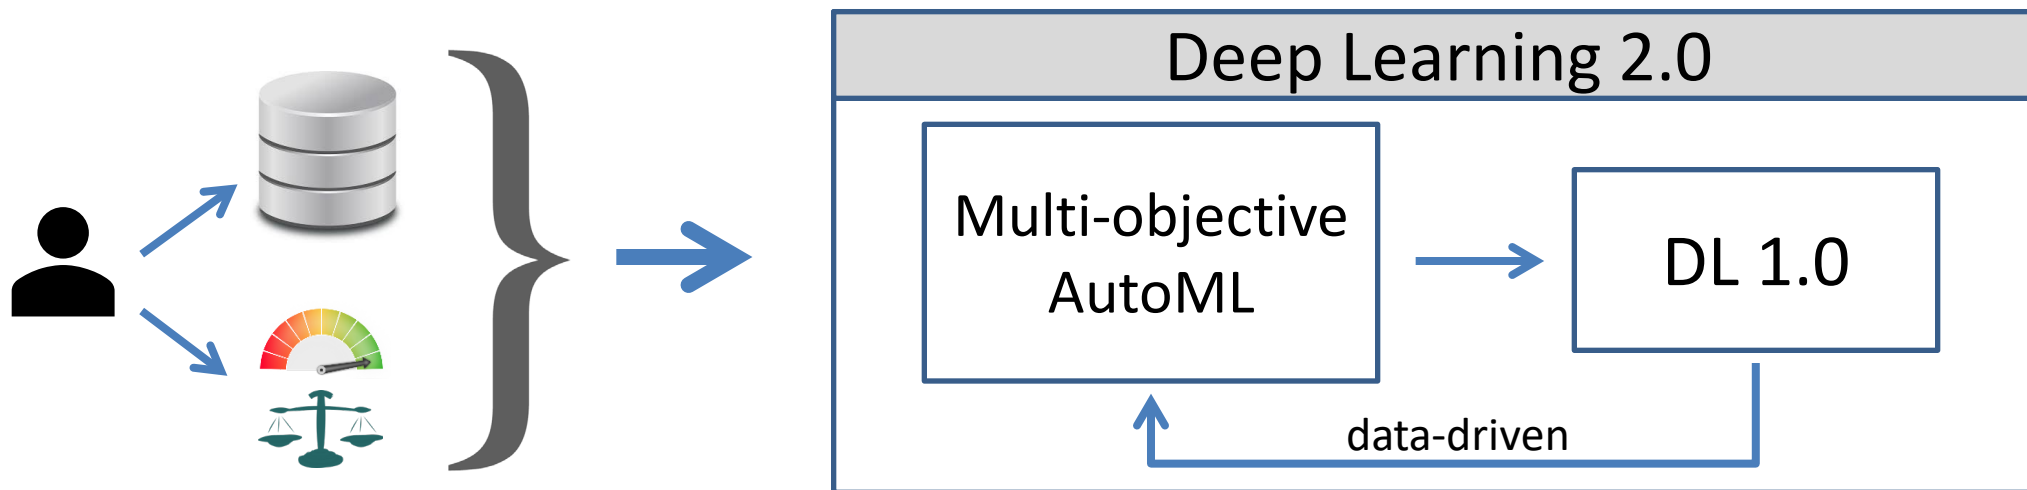 Deep Learning 2.0
Multi-objective
AutoML
DL 1.0
data-driven